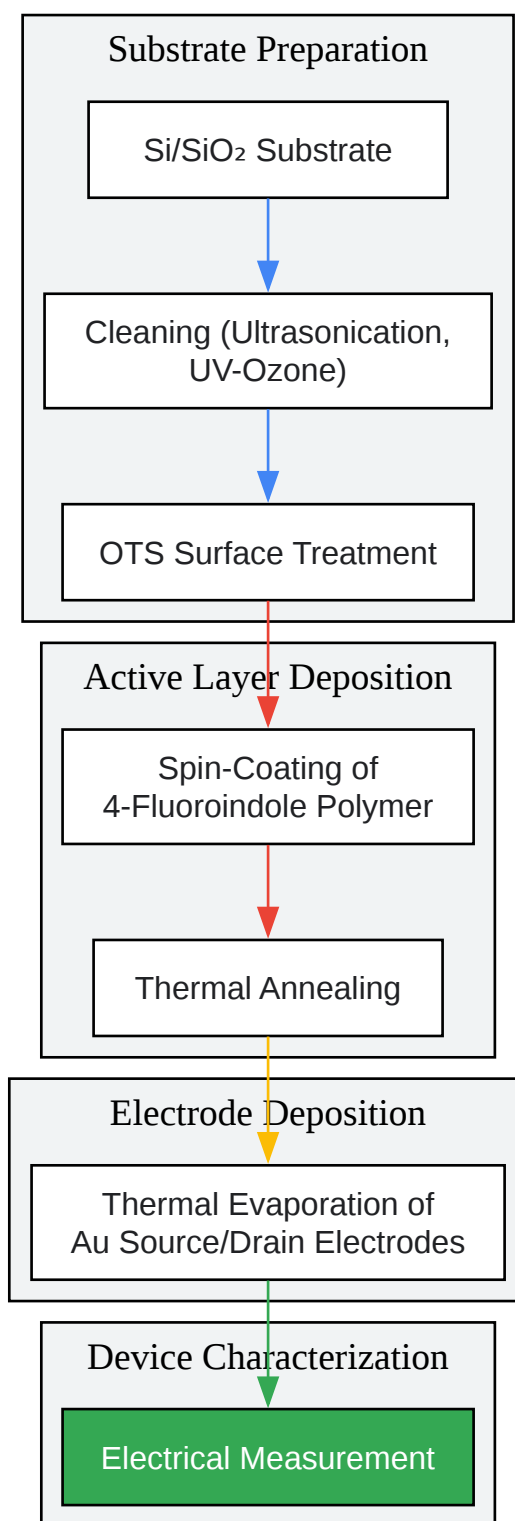 Substrate Preparation
Si/SiO₂ Substrate
Cleaning (Ultrasonication,
UV-Ozone)
OTS Surface Treatment
Active Layer Deposition
Spin-Coating of
4-Fluoroindole Polymer
Thermal Annealing
Electrode Deposition
Thermal Evaporation of
Au Source/Drain Electrodes
Device Characterization
Electrical Measurement